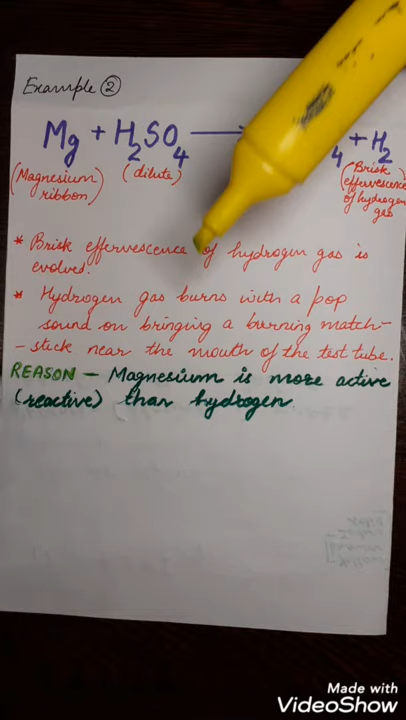 Example ②
Mg + H₂SO₄ → ₄ + H₂
(Magnesium ribbon) (dilute) (Brisk effervescence of hydrogen gas
* Brisk effervescence of hydrogen gas is
evolved.
* Hydrogen gas burns with a pop
sound on bringing a burning match-
- stick near the mouth of the test tube.
REASON - Magnesium is more active
(reactive) than hydrogen
Made with
VideoShow